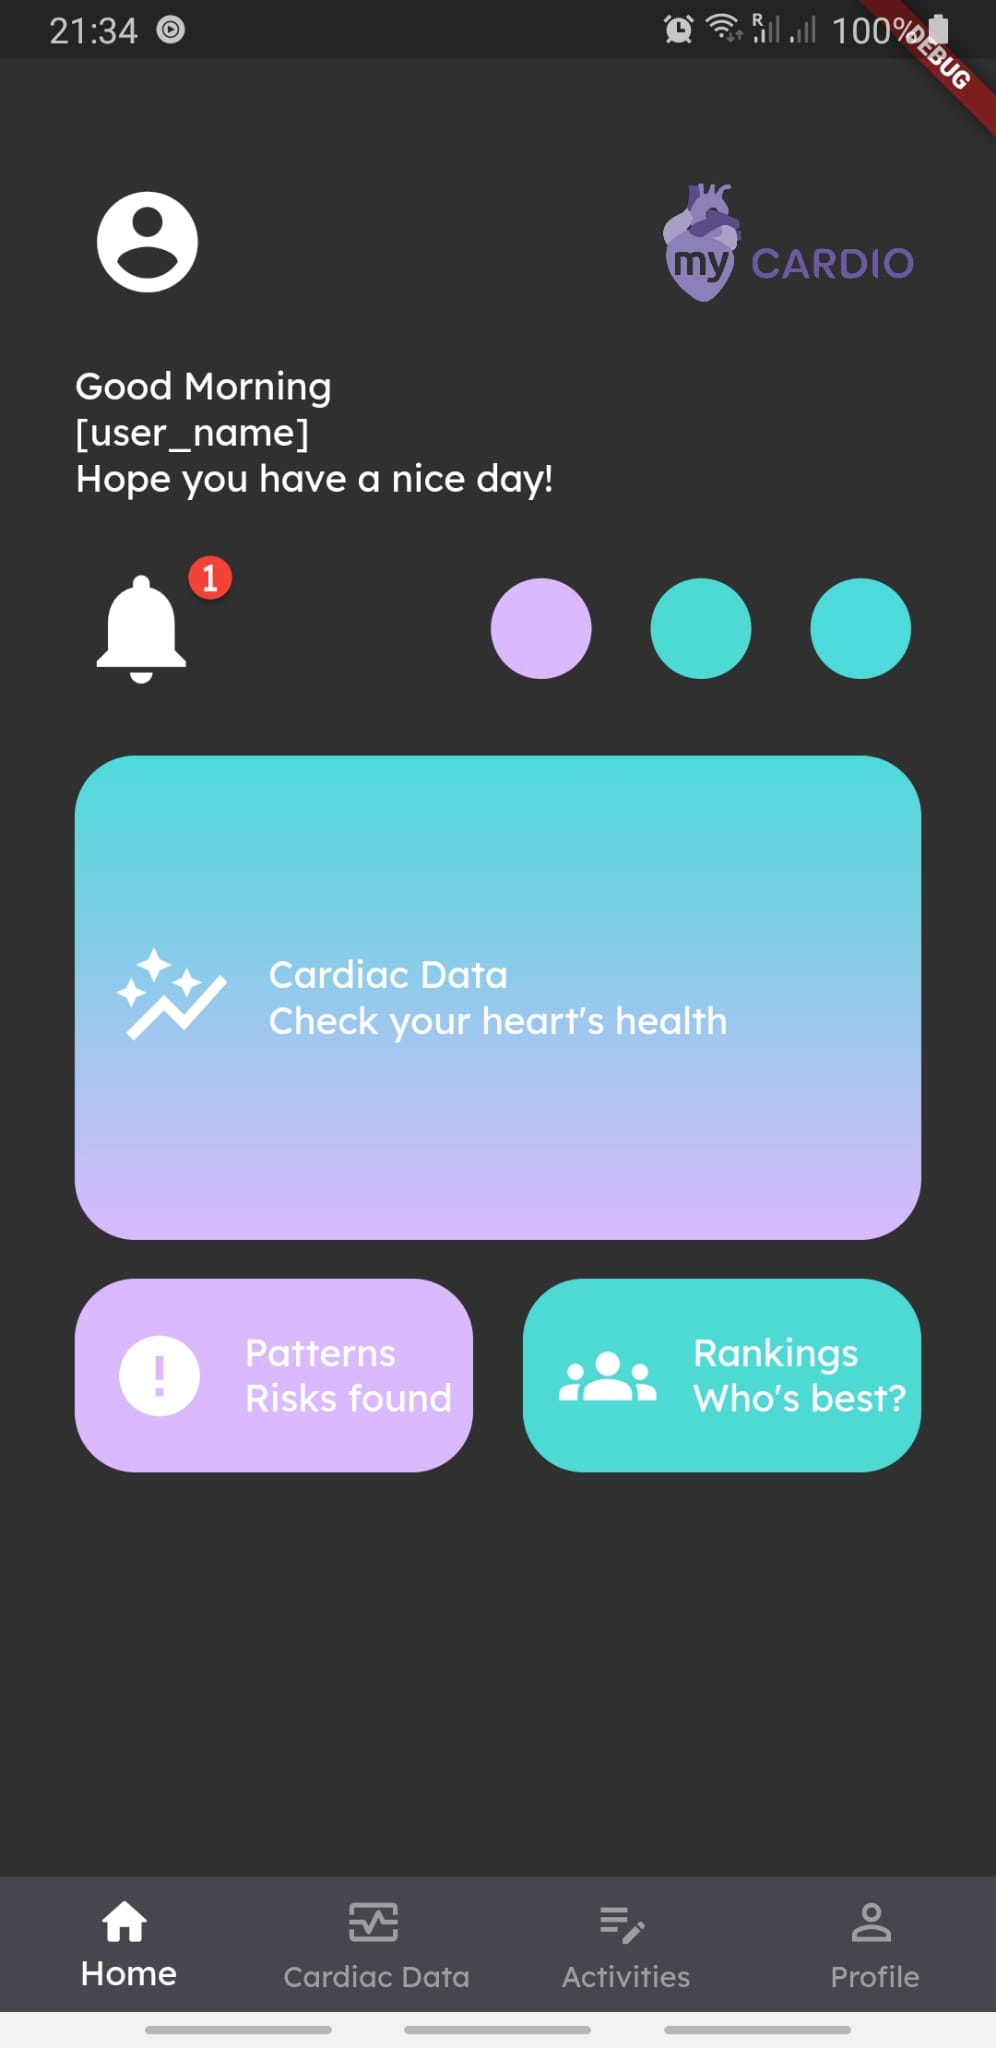 21:34
R
100%
DEBUG
my CARDIO
Good Morning
[user_name]
Hope you have a nice day!
1
Cardiac Data
Check your heart's health
Patterns
Risks found
Rankings
Who's best?
Home
Cardiac Data
Activities
Profile